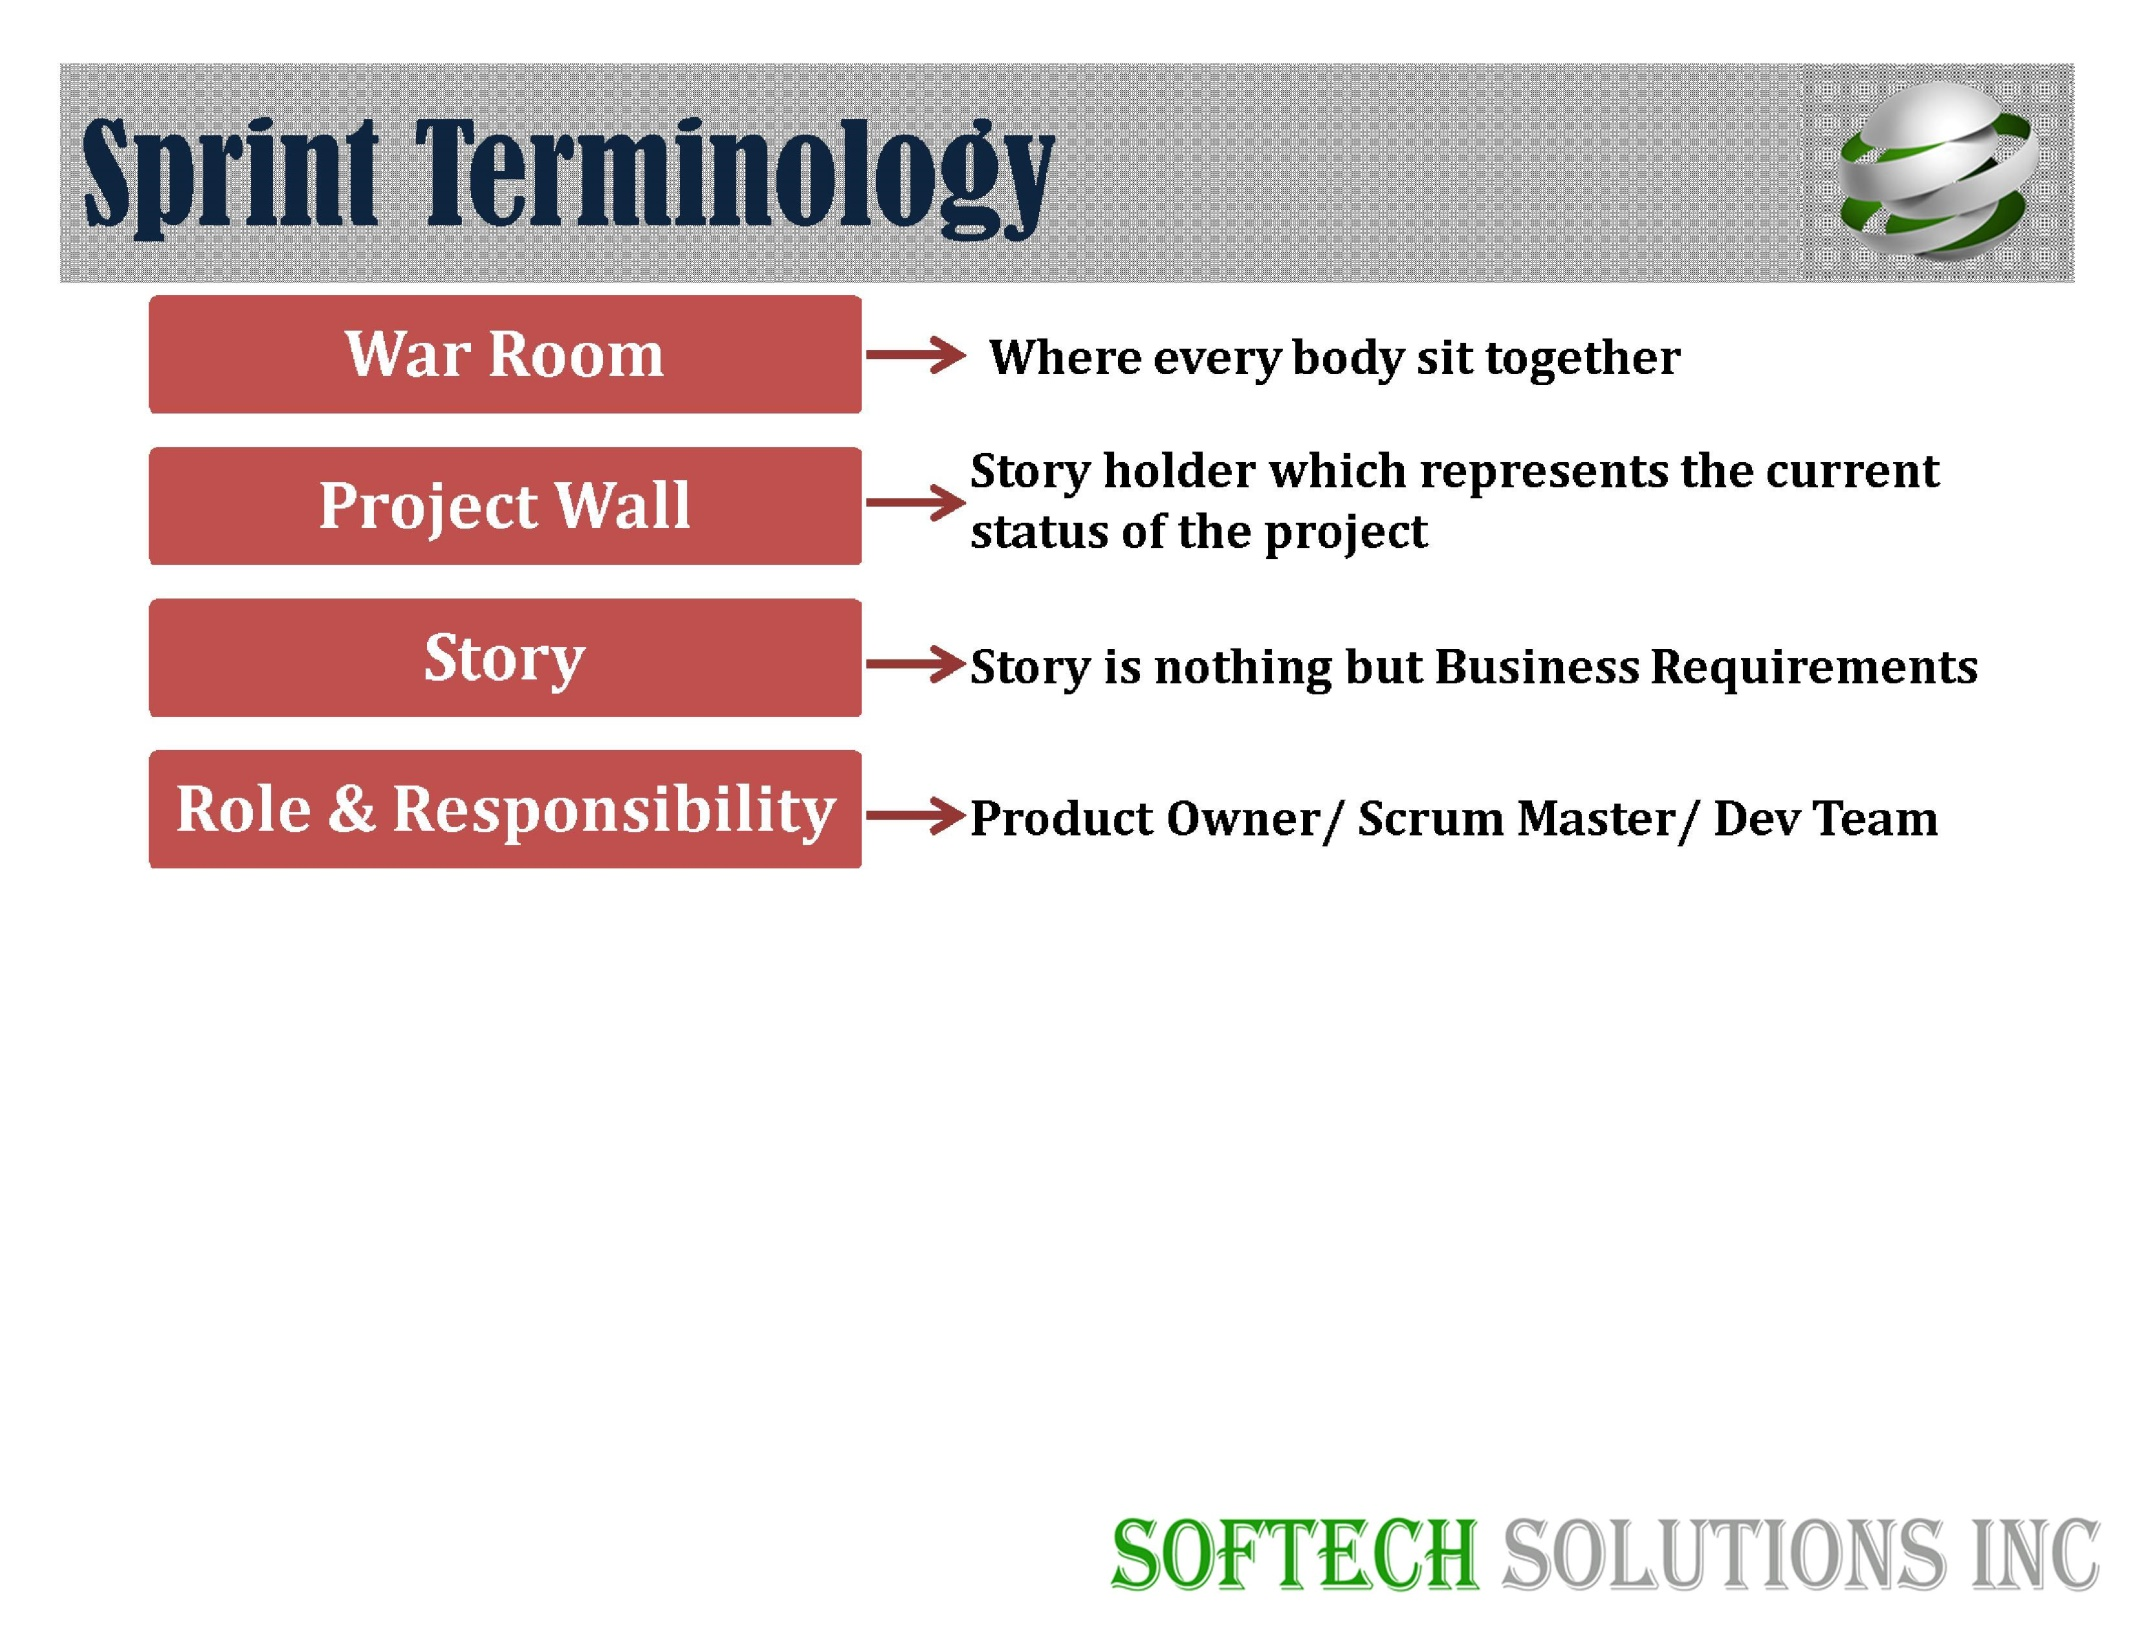 Sprint Terminology
War Room
Where every body sit together
Project Wall
Story holder which represents the current
status of the project
Story
Story is nothing but Business Requirements
Role & Responsibility
Product Owner/ Scrum Master/ Dev Team
SOFTECH SOLUTIONS INC